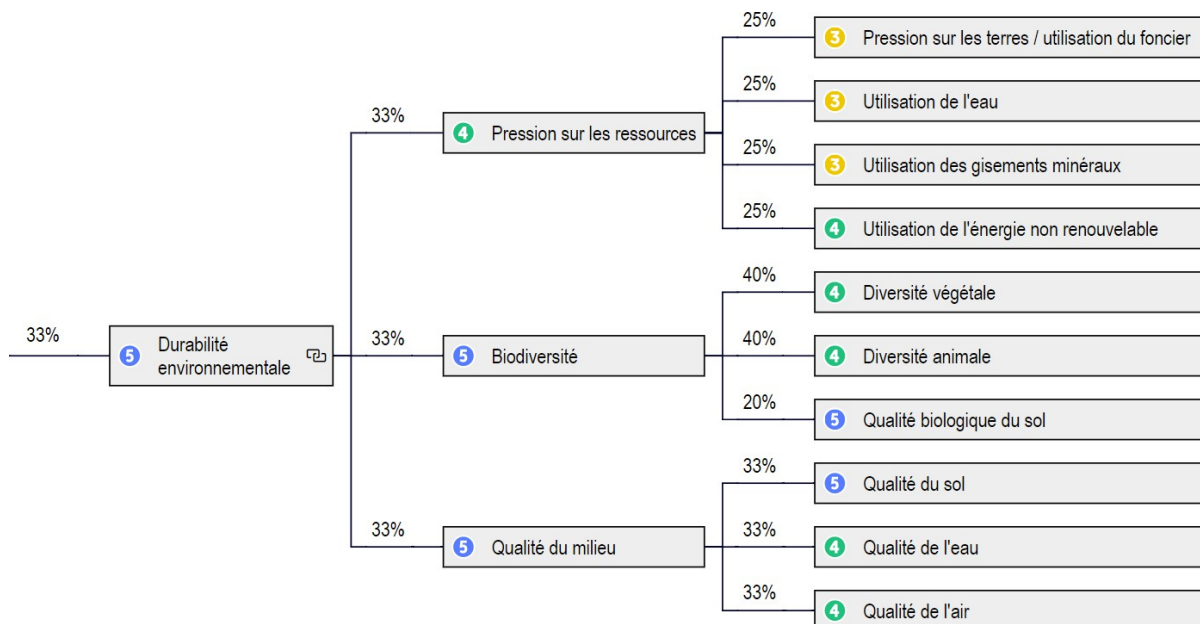 25%
3 Pression sur les terres / utilisation du foncier
25%
3 Utilisation de l'eau
33%
4 Pression sur les ressources
25%
3 Utilisation des gisements minéraux
25%
4 Utilisation de l'énergie non renouvelable
40%
4 Diversité végétale
33%
5 Durabilité
environnementale
33%
5 Biodiversité
40%
4 Diversité animale
20%
5 Qualité biologique du sol
33%
5 Qualité du sol
33%
5 Qualité du milieu
33%
4 Qualité de l'eau
33%
4 Qualité de l'air